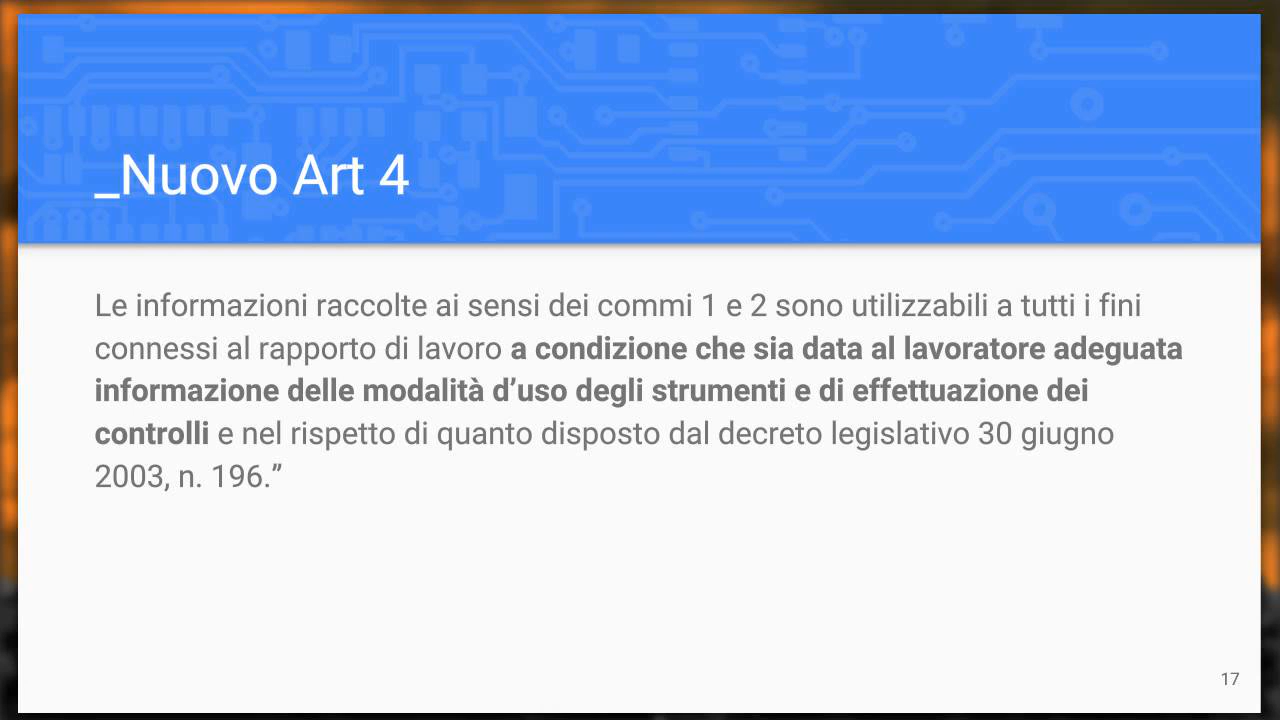 _Nuovo Art 4
Le informazioni raccolte ai sensi dei commi 1 e 2 sono utilizzabili a tutti i fini
connessi al rapporto di lavoro a condizione che sia data al lavoratore adeguata
informazione delle modalità d’uso degli strumenti e di effettuazione dei
controlli e nel rispetto di quanto disposto dal decreto legislativo 30 giugno
2003, n. 196.”
17